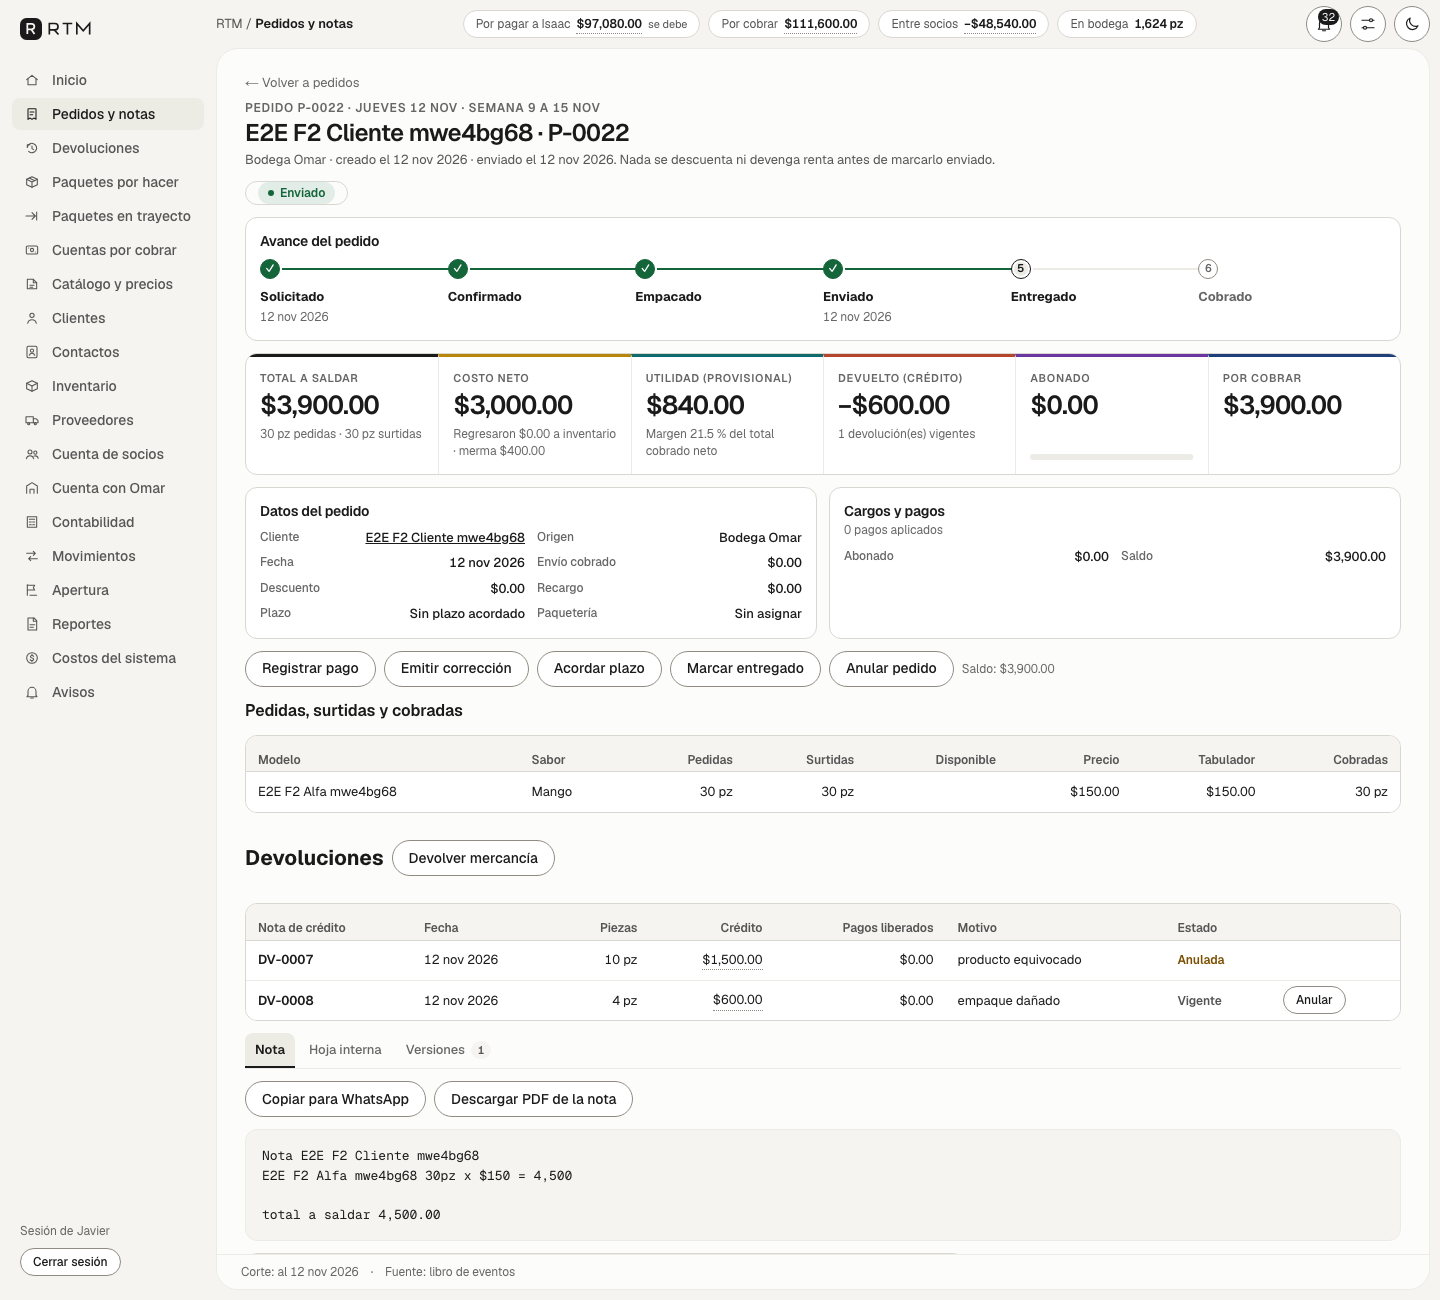 R RTM
RTM / Pedidos y notas
Por pagar a Isaac $97,080.00 se debe
Por cobrar $111,600.00
Entre socios −$48,540.00
En bodega 1,624 pz
32
Inicio
Pedidos y notas
Devoluciones
Paquetes por hacer
Paquetes en trayecto
Cuentas por cobrar
Catálogo y precios
Clientes
Contactos
Inventario
Proveedores
Cuenta de socios
Cuenta con Omar
Contabilidad
Movimientos
Apertura
Reportes
Costos del sistema
Avisos
Sesión de Javier
Cerrar sesión
← Volver a pedidos
PEDIDO P-0022 · JUEVES 12 NOV · SEMANA 9 A 15 NOV
E2E F2 Cliente mwe4bg68 · P-0022
Bodega Omar · creado el 12 nov 2026 · enviado el 12 nov 2026. Nada se descuenta ni devenga renta antes de marcarlo enviado.
Enviado
Avance del pedido
5 6
Solicitado Confirmado Empacado Enviado Entregado Cobrado
12 nov 2026 12 nov 2026
TOTAL A SALDAR
$3,900.00
30 pz pedidas · 30 pz surtidas
COSTO NETO
$3,000.00
Regresaron $0.00 a inventario
· merma $400.00
UTILIDAD (PROVISIONAL)
$840.00
Margen 21.5 % del total
cobrado neto
DEVUELTO (CRÉDITO)
−$600.00
1 devolución(es) vigentes
ABONADO
$0.00
POR COBRAR
$3,900.00
Datos del pedido
Cliente E2E F2 Cliente mwe4bg68 Origen Bodega Omar
Fecha 12 nov 2026 Envío cobrado $0.00
Descuento $0.00 Recargo $0.00
Plazo Sin plazo acordado Paquetería Sin asignar
Cargos y pagos
0 pagos aplicados
Abonado $0.00 Saldo $3,900.00
Registrar pago Emitir corrección Acordar plazo Marcar entregado Anular pedido Saldo: $3,900.00
Pedidas, surtidas y cobradas
Modelo Sabor Pedidas Surtidas Disponible Precio Tabulador Cobradas
E2E F2 Alfa mwe4bg68 Mango 30 pz 30 pz $150.00 $150.00 30 pz
Devoluciones Devolver mercancía
Nota de crédito Fecha Piezas Crédito Pagos liberados Motivo Estado
DV-0007 12 nov 2026 10 pz $1,500.00 $0.00 producto equivocado Anulada
DV-0008 12 nov 2026 4 pz $600.00 $0.00 empaque dañado Vigente Anular
Nota Hoja interna Versiones 1
Copiar para WhatsApp Descargar PDF de la nota
Nota E2E F2 Cliente mwe4bg68
E2E F2 Alfa mwe4bg68 30pz x $150 = 4,500
total a saldar 4,500.00
Corte: al 12 nov 2026 · Fuente: libro de eventos